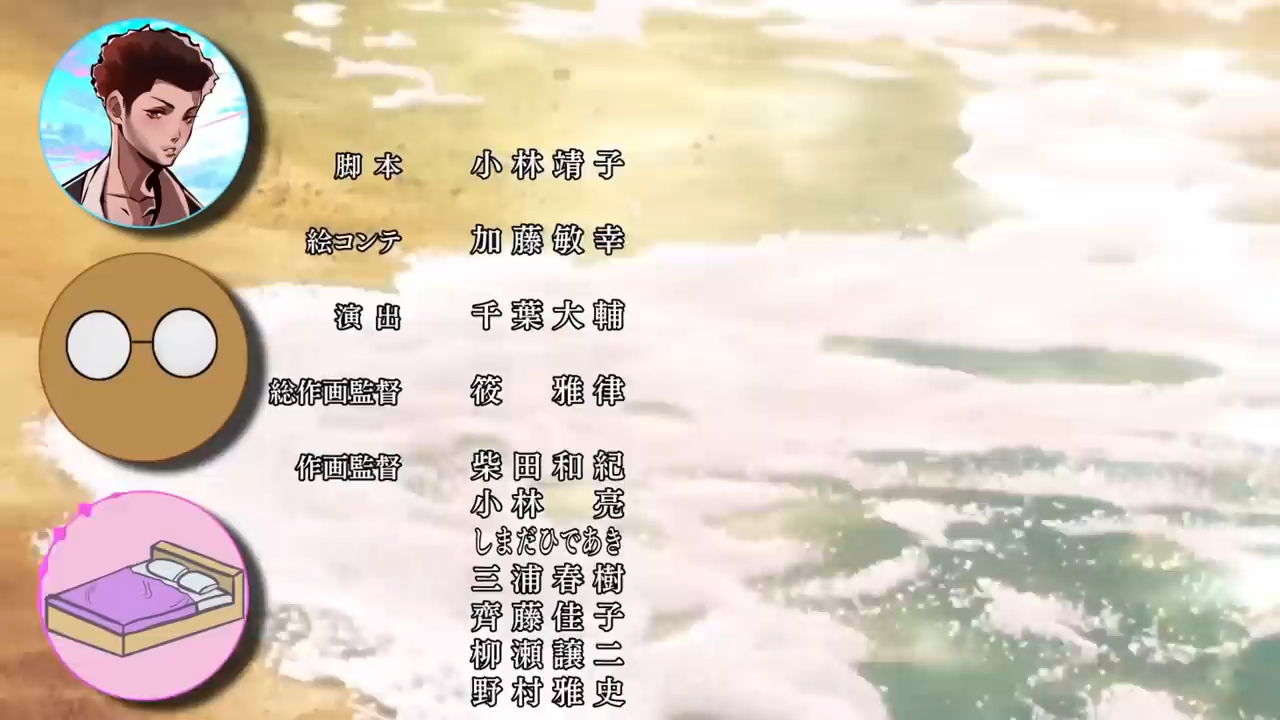 脚本 小林靖子
絵コンテ 加藤敏幸
演出 千葉大輔
総作画監督 筱 雅律
作画監督 柴田和紀
小林 亮
しまだひであき
三浦春樹
齊藤佳子
柳瀬譲二
野村雅史